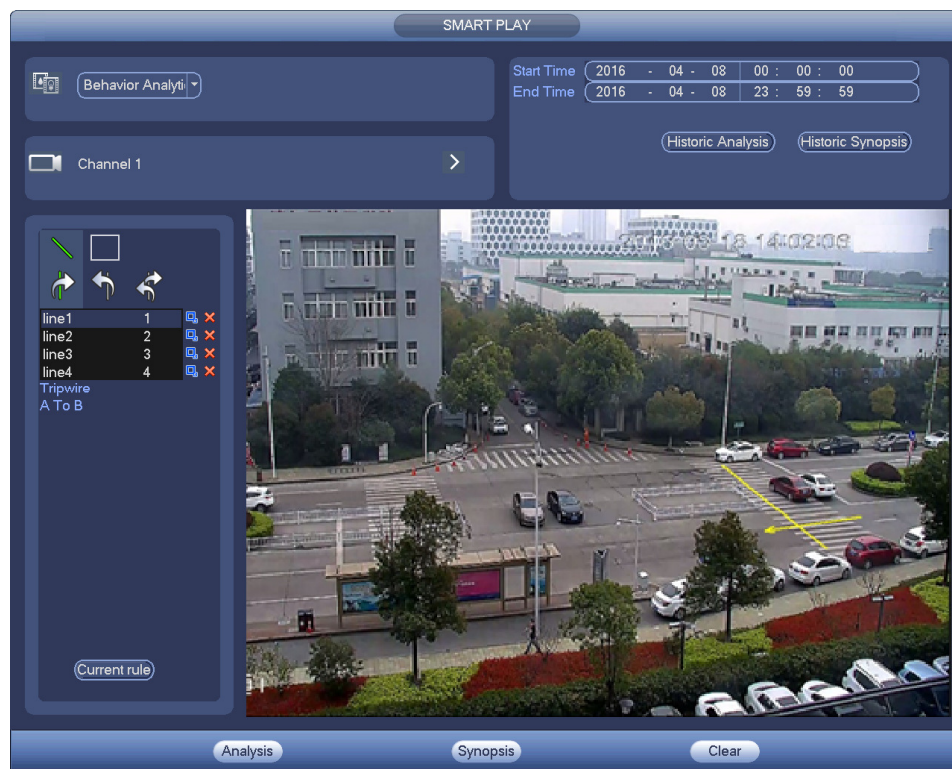 SMART PLAY
Behavior Analyti
Start Time 2016 - 04 - 08 00 : 00 : 00
End Time 2016 - 04 - 08 23 : 59 : 59
Historic Analysis Historic Synopsis
Channel 1
line1 1
line2 2
line3 3
line4 4
Tripwire
A To B
Current rule
Analysis Synopsis Clear